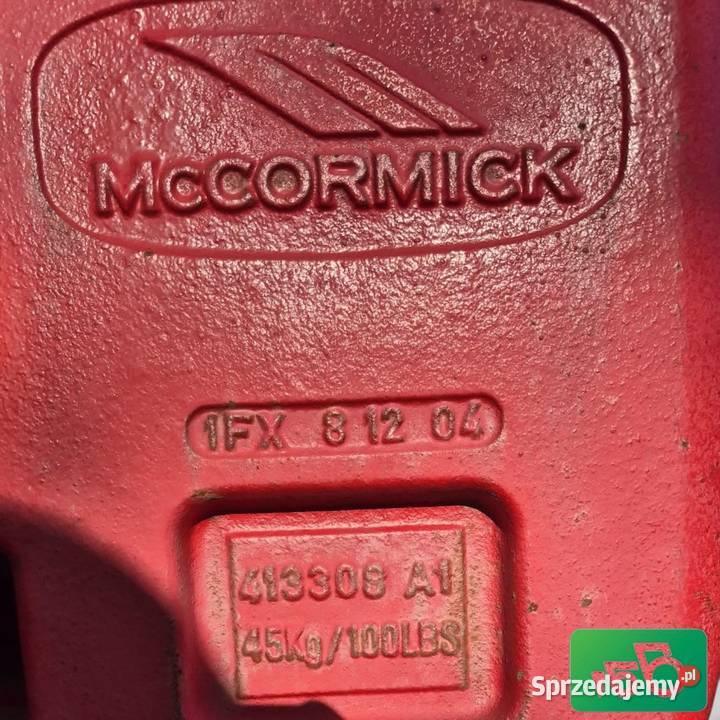 McCORMICK
1FX 8 12 04
413308 A1
45Kg/100LBS
Sprzedajemy.pl